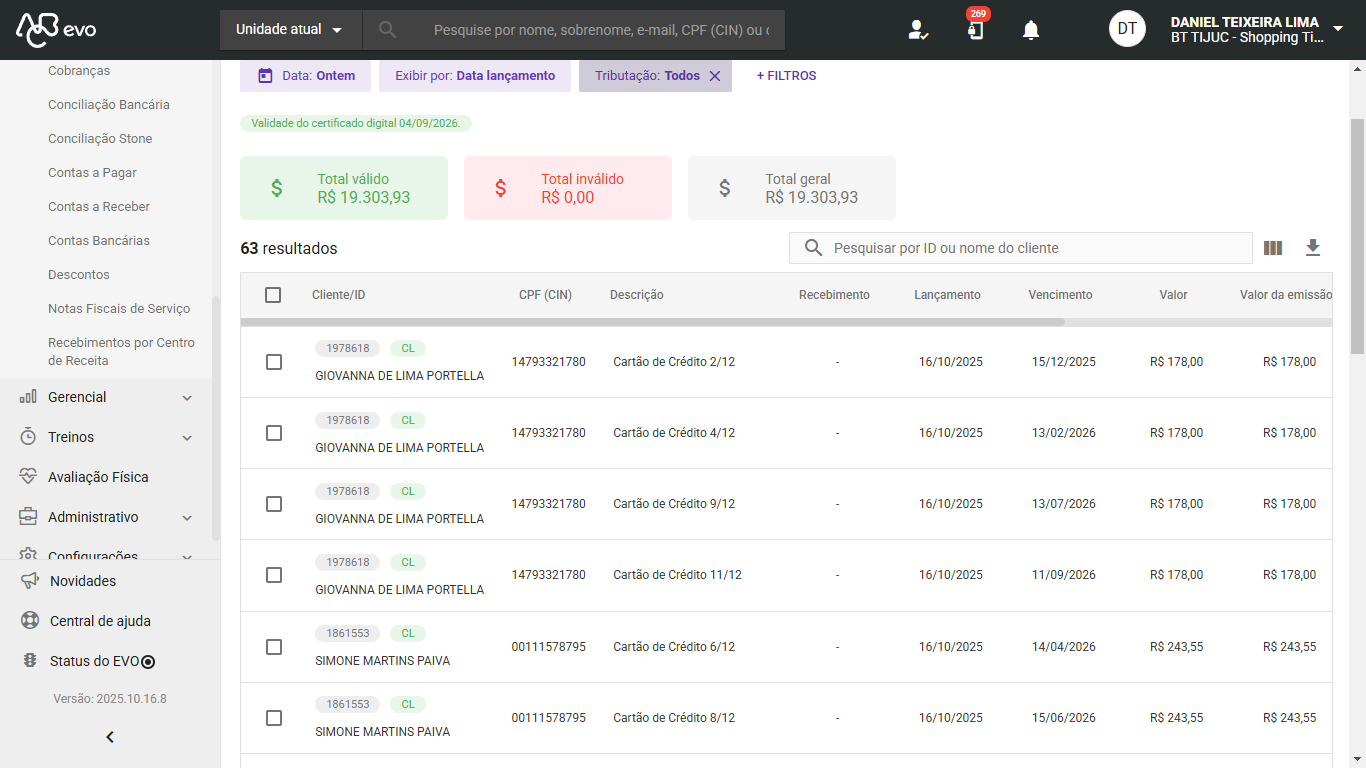 evo
Unidade atual
Pesquise por nome, sobrenome, e-mail, CPF (CIN) ou c
269
DT
DANIEL TEIXEIRA LIMA
BT TIJUC - Shopping Ti...
Cobranças
Conciliação Bancária
Conciliação Stone
Contas a Pagar
Contas a Receber
Contas Bancárias
Descontos
Notas Fiscais de Serviço
Recebimentos por Centro
de Receita
Gerencial
Treinos
Avaliação Física
Administrativo
Configurações
Novidades
Central de ajuda
Status do EVO
Versão: 2025.10.16.8
Data: Ontem
Exibir por: Data lançamento
Tributação: Todos
+ FILTROS
Validade do certificado digital 04/09/2026.
Total válido
R$ 19.303,93
Total inválido
R$ 0,00
Total geral
R$ 19.303,93
63 resultados
Pesquisar por ID ou nome do cliente
Cliente/ID CPF (CIN) Descrição Recebimento Lançamento Vencimento Valor Valor da emissão
1978618 CL
GIOVANNA DE LIMA PORTELLA 14793321780 Cartão de Crédito 2/12 - 16/10/2025 15/12/2025 R$ 178,00 R$ 178,00
1978618 CL
GIOVANNA DE LIMA PORTELLA 14793321780 Cartão de Crédito 4/12 - 16/10/2025 13/02/2026 R$ 178,00 R$ 178,00
1978618 CL
GIOVANNA DE LIMA PORTELLA 14793321780 Cartão de Crédito 9/12 - 16/10/2025 13/07/2026 R$ 178,00 R$ 178,00
1978618 CL
GIOVANNA DE LIMA PORTELLA 14793321780 Cartão de Crédito 11/12 - 16/10/2025 11/09/2026 R$ 178,00 R$ 178,00
1861553 CL
SIMONE MARTINS PAIVA 00111578795 Cartão de Crédito 6/12 - 16/10/2025 14/04/2026 R$ 243,55 R$ 243,55
1861553 CL
SIMONE MARTINS PAIVA 00111578795 Cartão de Crédito 8/12 - 16/10/2025 15/06/2026 R$ 243,55 R$ 243,55